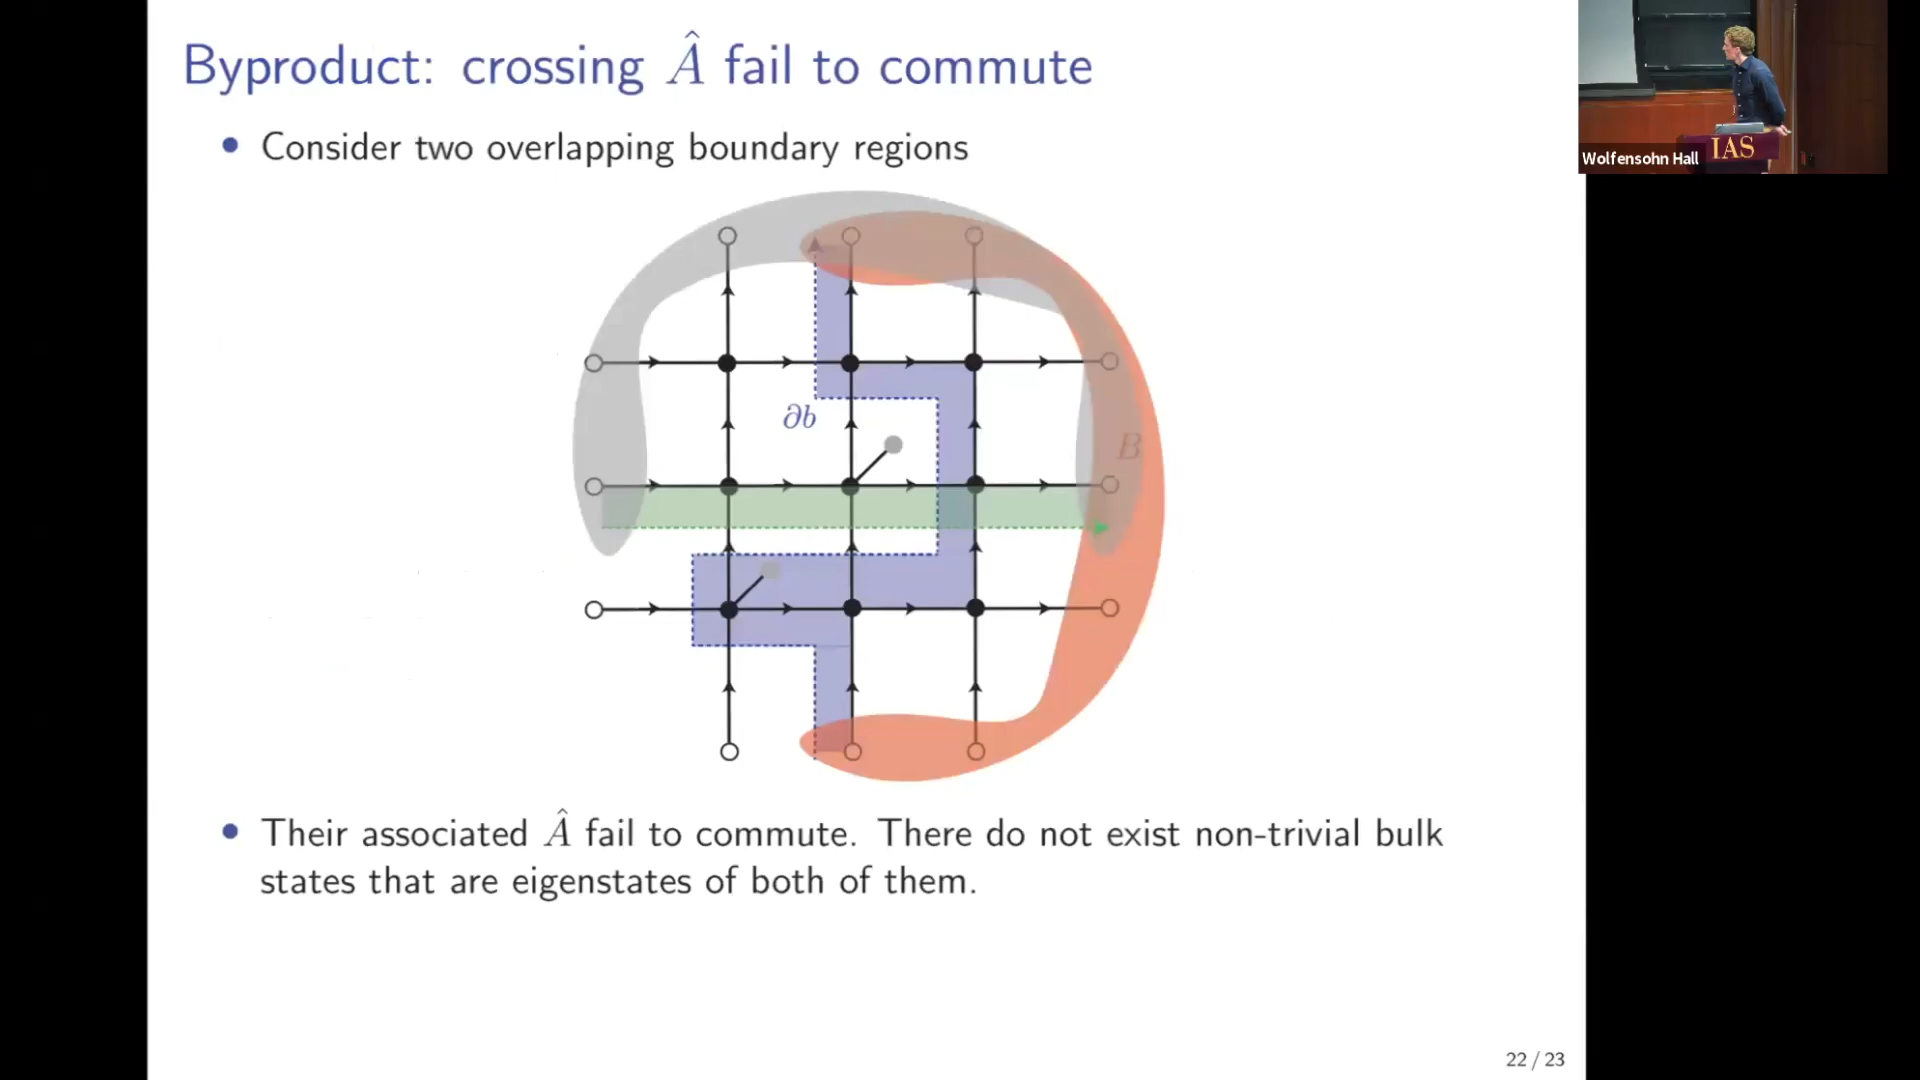 Byproduct: crossing Â fail to commute
• Consider two overlapping boundary regions
∂b
B
• Their associated Â fail to commute. There do not exist non-trivial bulk
states that are eigenstates of both of them.
22 / 23
Wolfensohn Hall
IAS